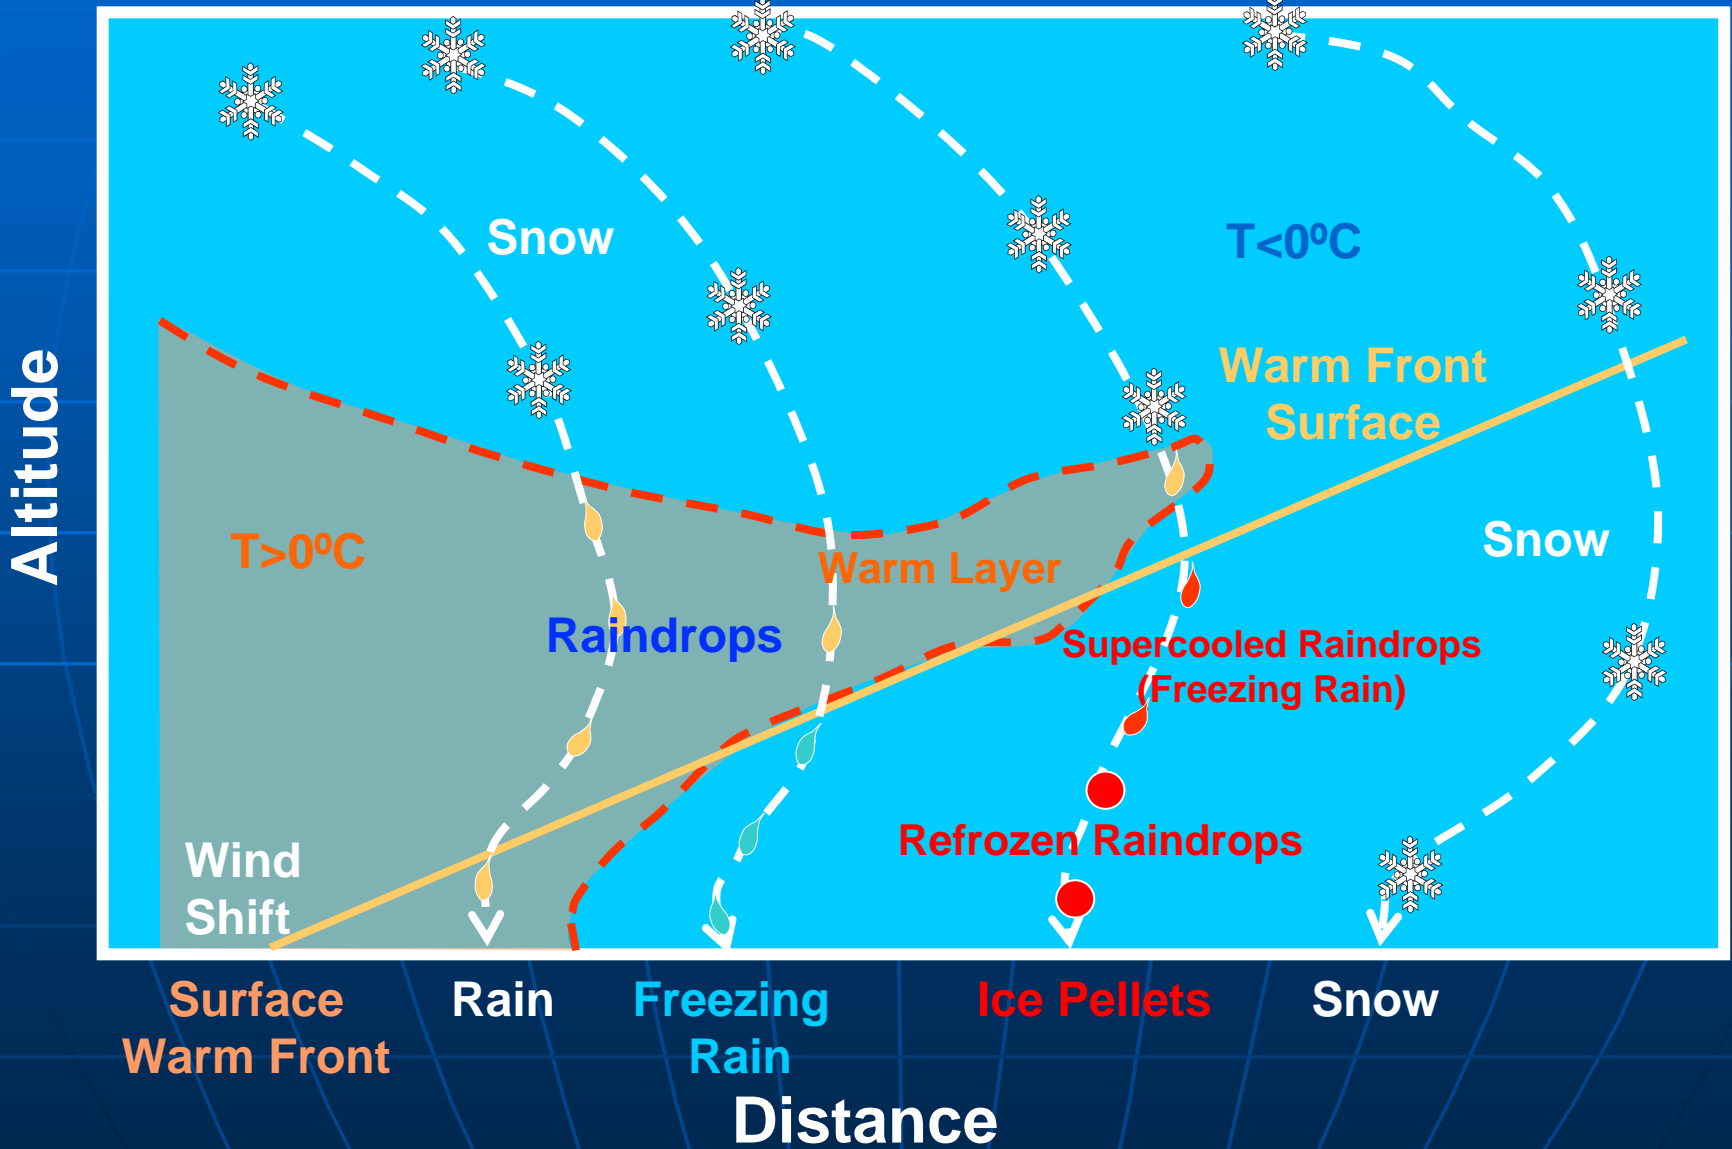 Snow
T<0ºC
Warm Front
Surface
Altitude
T>0ºC
Warm Layer
Snow
Raindrops
Supercooled Raindrops
(Freezing Rain)
Refrozen Raindrops
Wind
Shift
Surface
Warm Front
Rain
Freezing
Rain
Ice Pellets
Snow
Distance